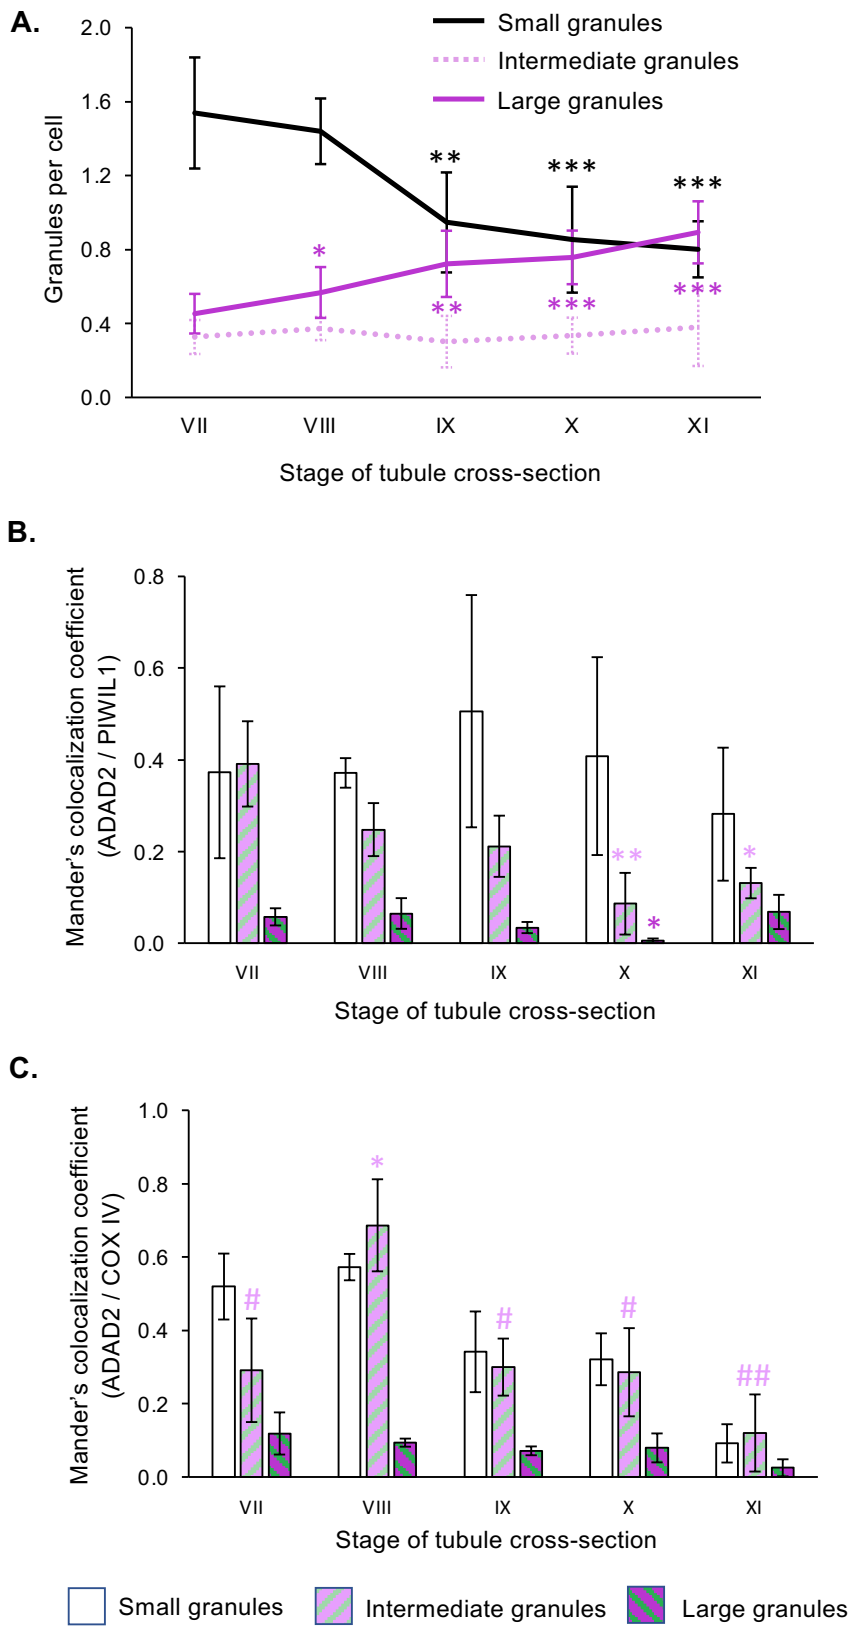 A.
Small granules
Intermediate granules
Large granules
2.0
1.6
1.2
0.8
0.4
0.0
Granules per cell
**
***
***
*
**
***
***
VII VIII IX X XI
Stage of tubule cross-section
B.
Mander's colocalization coefficient
(ADAD2 / PIWIL1)
0.8
0.6
0.4
0.2
0.0
**
*
*
VII VIII IX X XI
Stage of tubule cross-section
C.
Mander's colocalization coefficient
(ADAD2 / COX IV)
1.0
0.8
0.6
0.4
0.2
0.0
#
*
#
#
##
VII VIII IX X XI
Stage of tubule cross-section
Small granules Intermediate granules Large granules